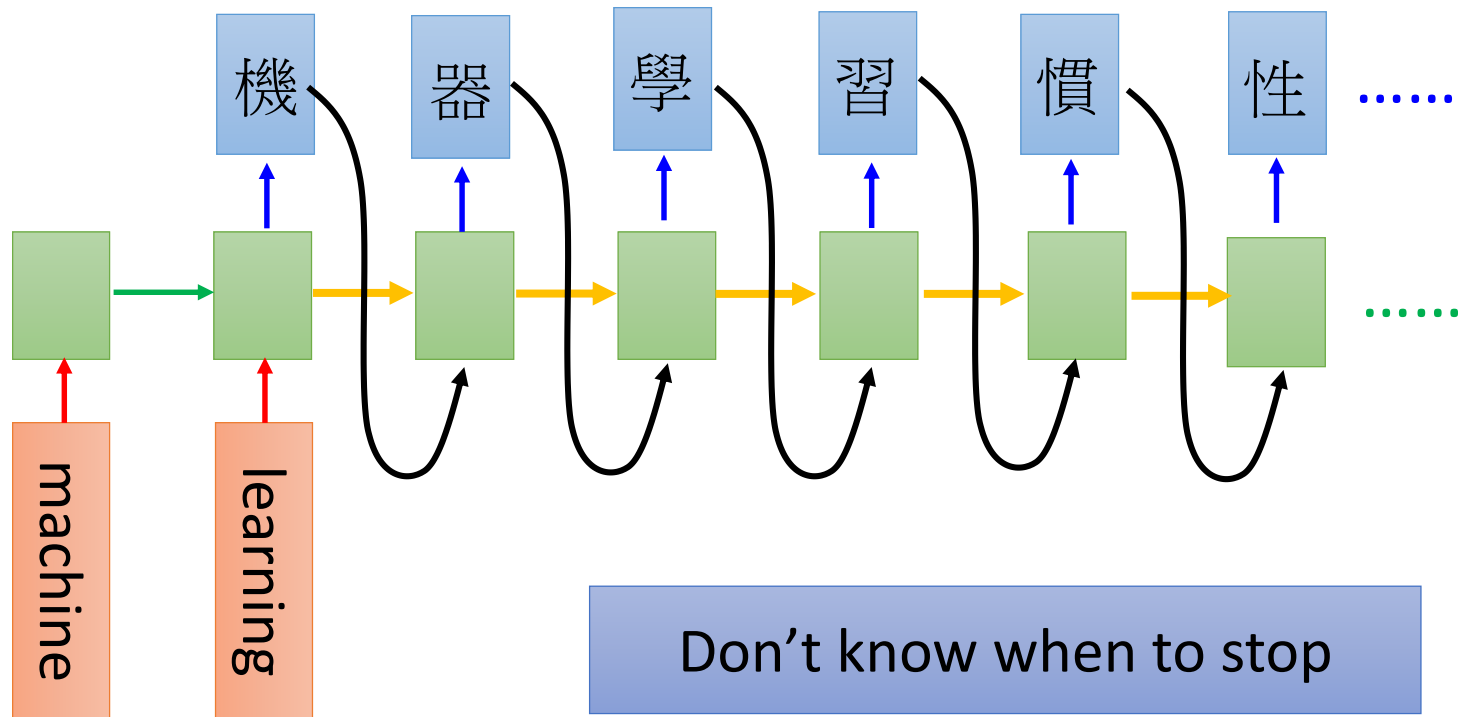 機 器 學 習 慣 性 ......
......
machine
learning
Don’t know when to stop